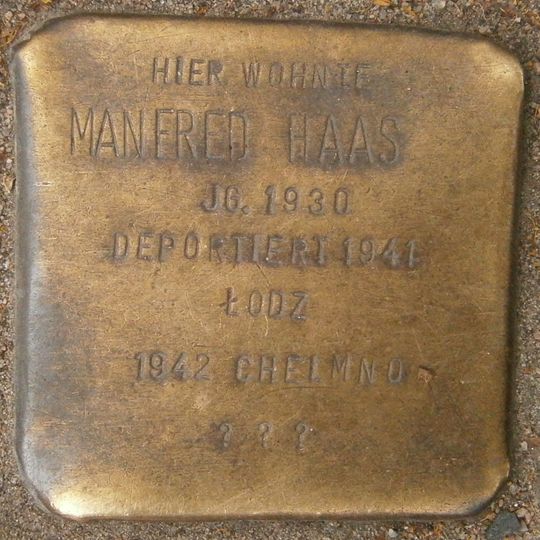 HIER WOHNTE
MANFRED HAAS
JG. 1930
DEPORTIERT 1941
ŁODZ
1942 CHELMNO
? ? ?